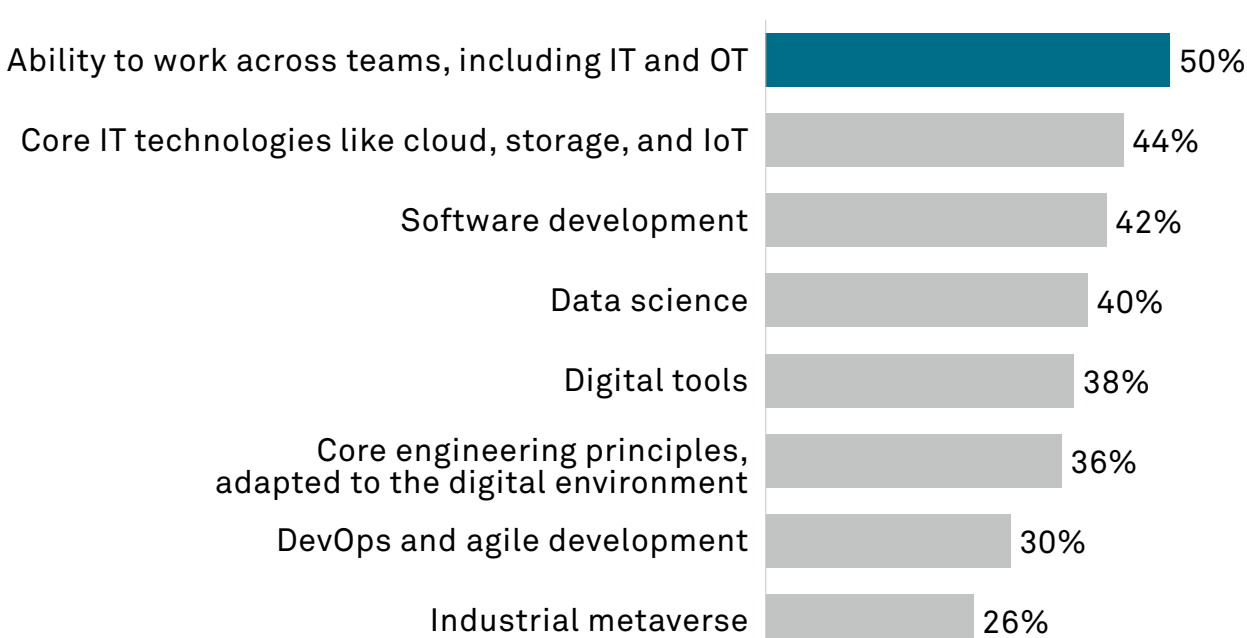 Ability to work across teams, including IT and OT 50%
Core IT technologies like cloud, storage, and IoT 44%
Software development 42%
Data science 40%
Digital tools 38%
Core engineering principles,
adapted to the digital environment 36%
DevOps and agile development 30%
Industrial metaverse 26%